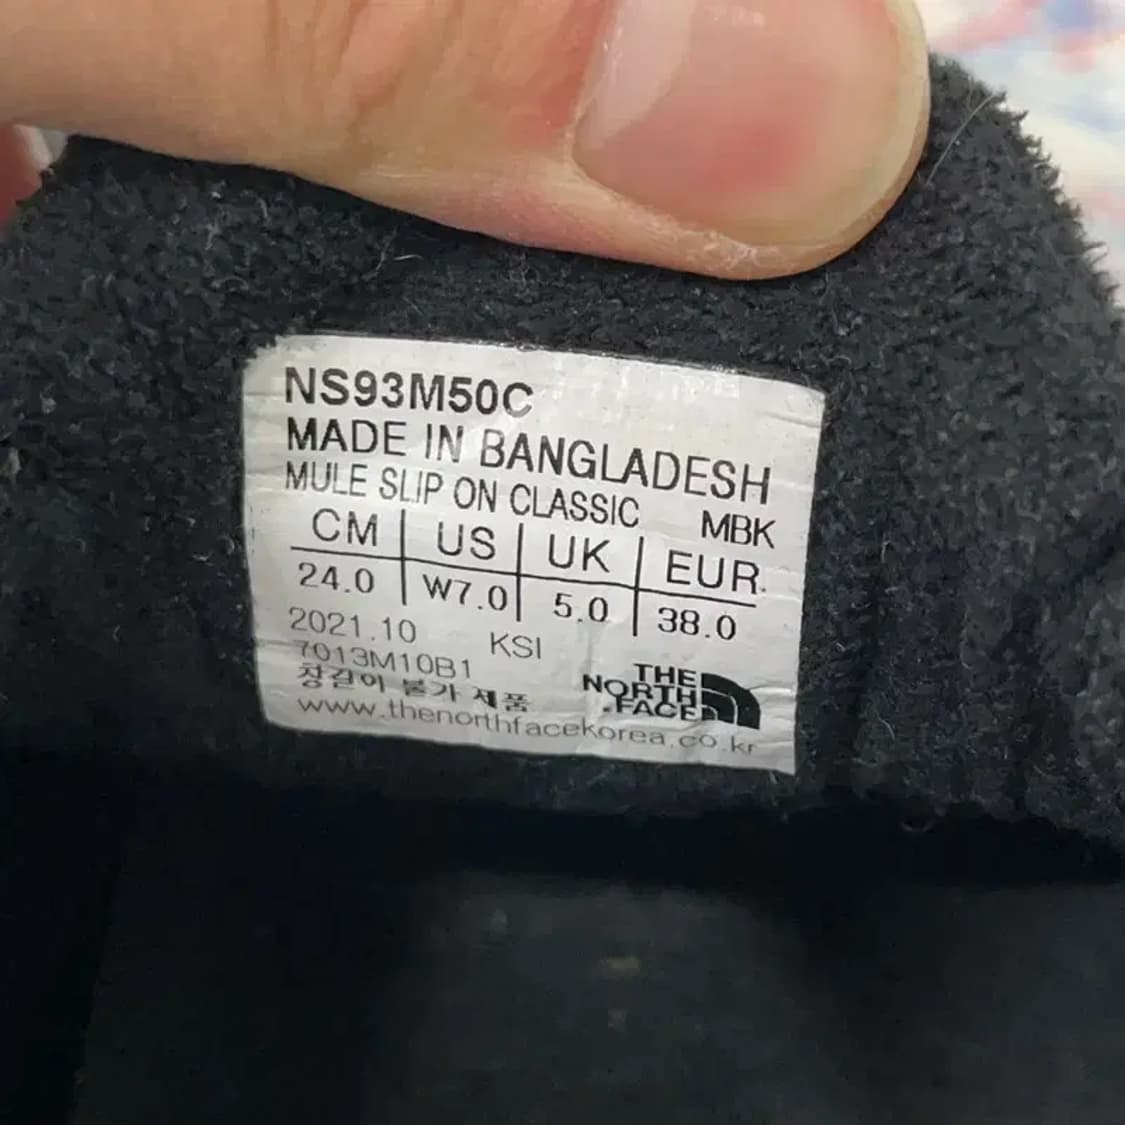 NS93M50C
MADE IN BANGLADESH
MULE SLIP ON CLASSIC MBK
CM US UK EUR
24.0 W7.0 5.0 38.0
2021.10 KSI
7013M10B1
창갈이 불가 제품
THE
NORTH
FACE
www.thenorthfacekorea.co.kr